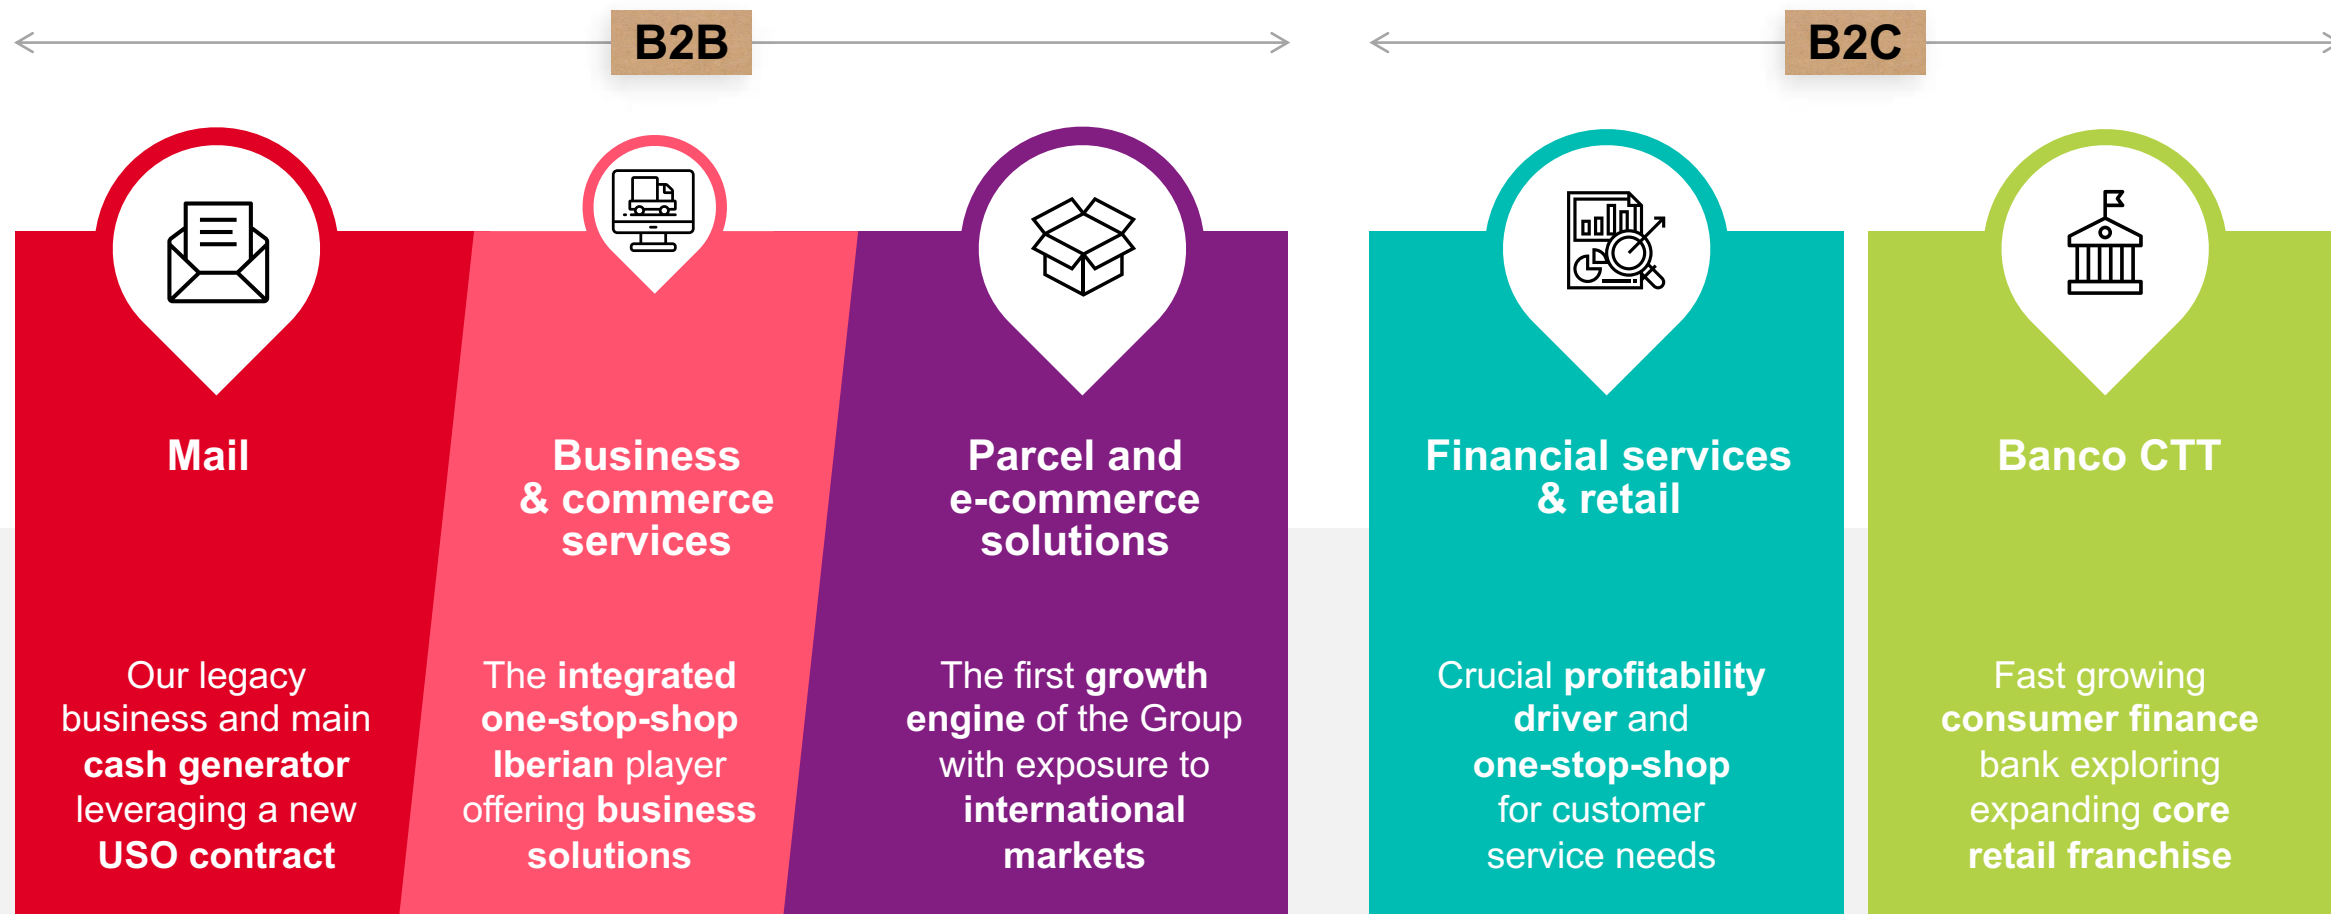 B2B
B2C
Mail
Our legacy
business and main
cash generator
leveraging a new
USO contract
Business
& commerce
services
The integrated
one-stop-shop
Iberian player
offering business
solutions
Parcel and
e-commerce
solutions
The first growth
engine of the Group
with exposure to
international
markets
Financial services
& retail
Crucial profitability
driver and
one-stop-shop
for customer
service needs
Banco CTT
Fast growing
consumer finance
bank exploring
expanding core
retail franchise